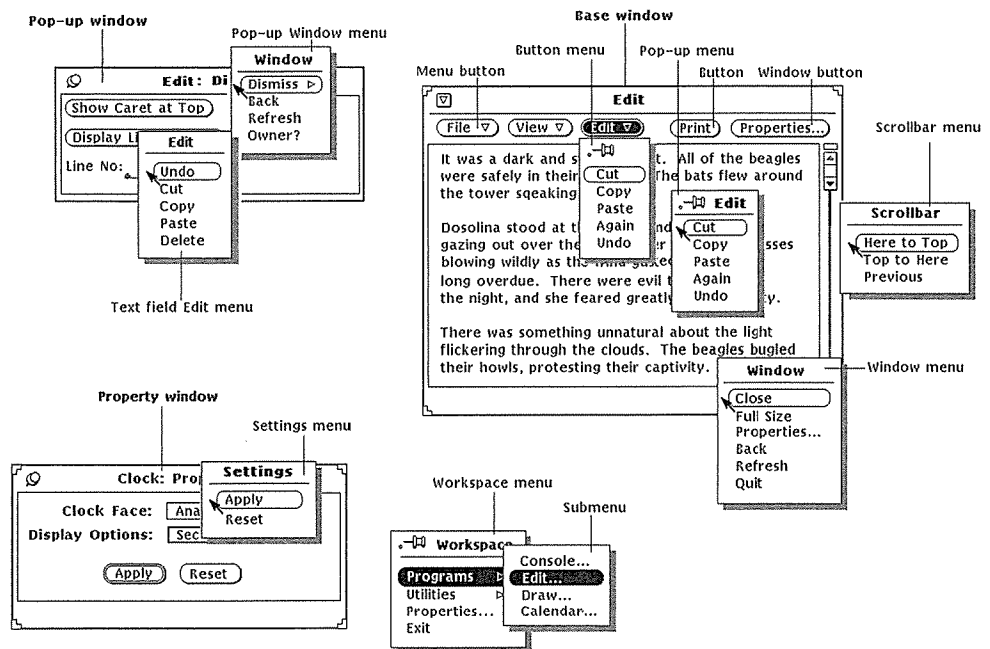 Pop-up window
Pop-up Window menu
Edit: Di
Window
Dismiss
Back
Refresh
Owner?
Show Caret at Top
Display L
Line No:
Edit
Undo
Cut
Copy
Paste
Delete
Text field Edit menu
Base window
Button menu
Pop-up menu
Menu button
Button
Window button
Edit
File
View
Edit
Print
Properties...
It was a dark and s t. All of the beagles
were safely in their The bats flew around
the tower sqeaking
Dosolina stood at th nd
gazing out over the er sses
blowing wildly as the
long overdue. There were evil t
the night, and she feared greatly y.
There was something unnatural about the light
flickering through the clouds. The beagles bugled
their howls, protesting their captivity.
Cut
Copy
Paste
Again
Undo
Edit
Cut
Copy
Paste
Again
Undo
Scrollbar menu
Scrollbar
Here to Top
Top to Here
Previous
Window menu
Window
Close
Full Size
Properties...
Back
Refresh
Quit
Property window
Settings menu
Clock: Prop
Settings
Apply
Reset
Clock Face: Ana
Display Options: Sec
Apply
Reset
Workspace menu
Submenu
Workspace
Programs
Utilities
Properties...
Exit
Console...
Edit...
Draw...
Calendar...